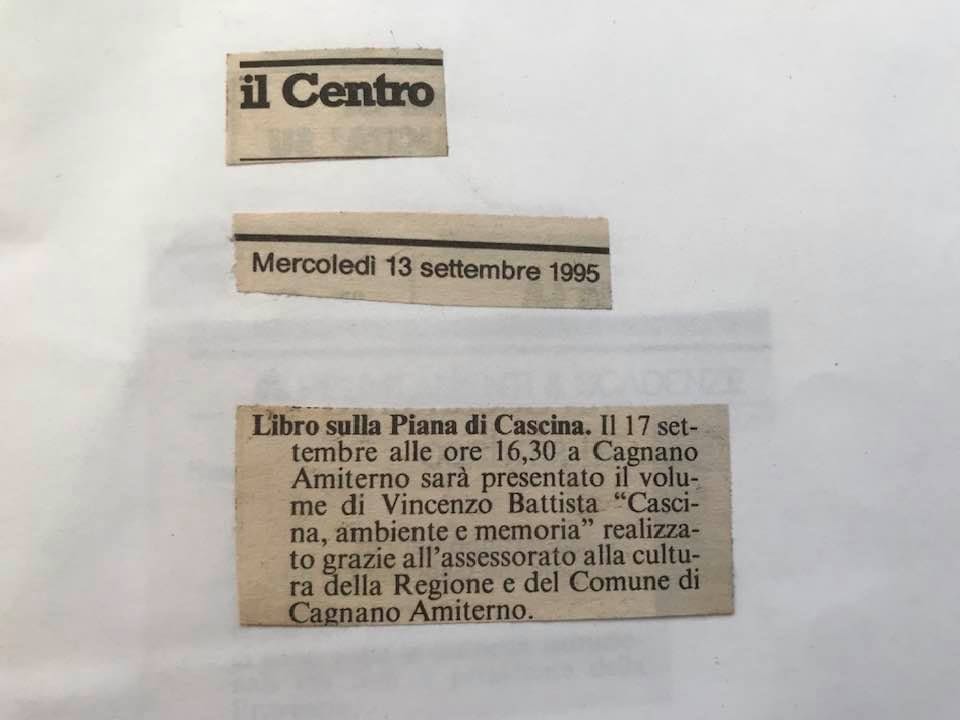 il Centro
Mercoledì 13 settembre 1995
Libro sulla Piana di Cascina. Il 17 set-
tembre alle ore 16,30 a Cagnano
Amiterno sarà presentato il volu-
me di Vincenzo Battista “Casci-
na, ambiente e memoria” realizza-
to grazie all’assessorato alla cultu-
ra della Regione e del Comune di
Cagnano Amiterno.